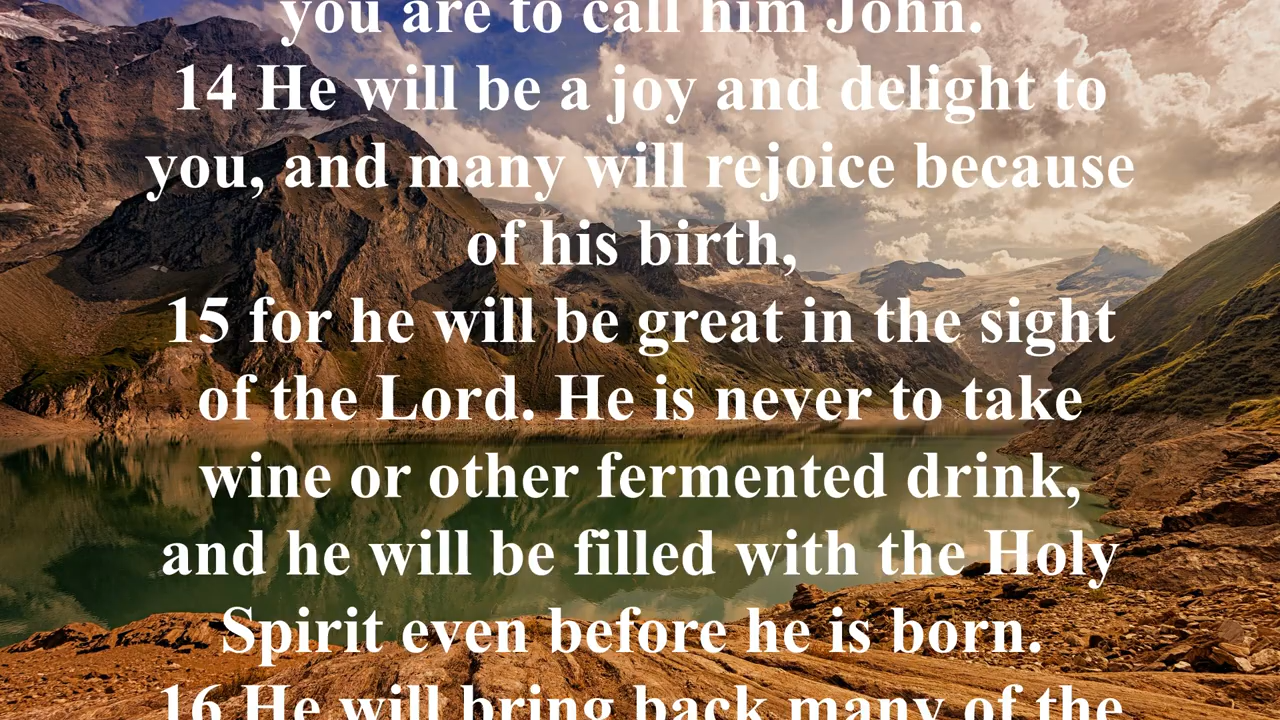 you are to call him John.
14 He will be a joy and delight to
you, and many will rejoice because
of his birth,
15 for he will be great in the sight
of the Lord. He is never to take
wine or other fermented drink,
and he will be filled with the Holy
Spirit even before he is born.
16 He will bring back many of the